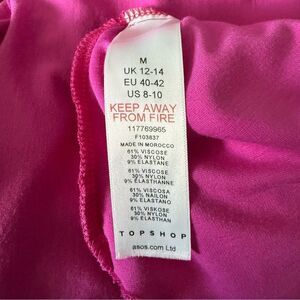 M
UK 12-14
EU 40-42
US 8-10
KEEP AWAY
FROM FIRE
117769965
F103837
MADE IN MOROCCO
61% VISCOSE
30% NYLON
9% ELASTANE
61% VISCOSE
30% NYLON
9% ELASTHANNE
61% VISCOSA
30% NAILON
9% ELASTANO
61% VISKOSE
30% NYLON
9% ELASTHAN
TOPSHOP
asos.com Ltd